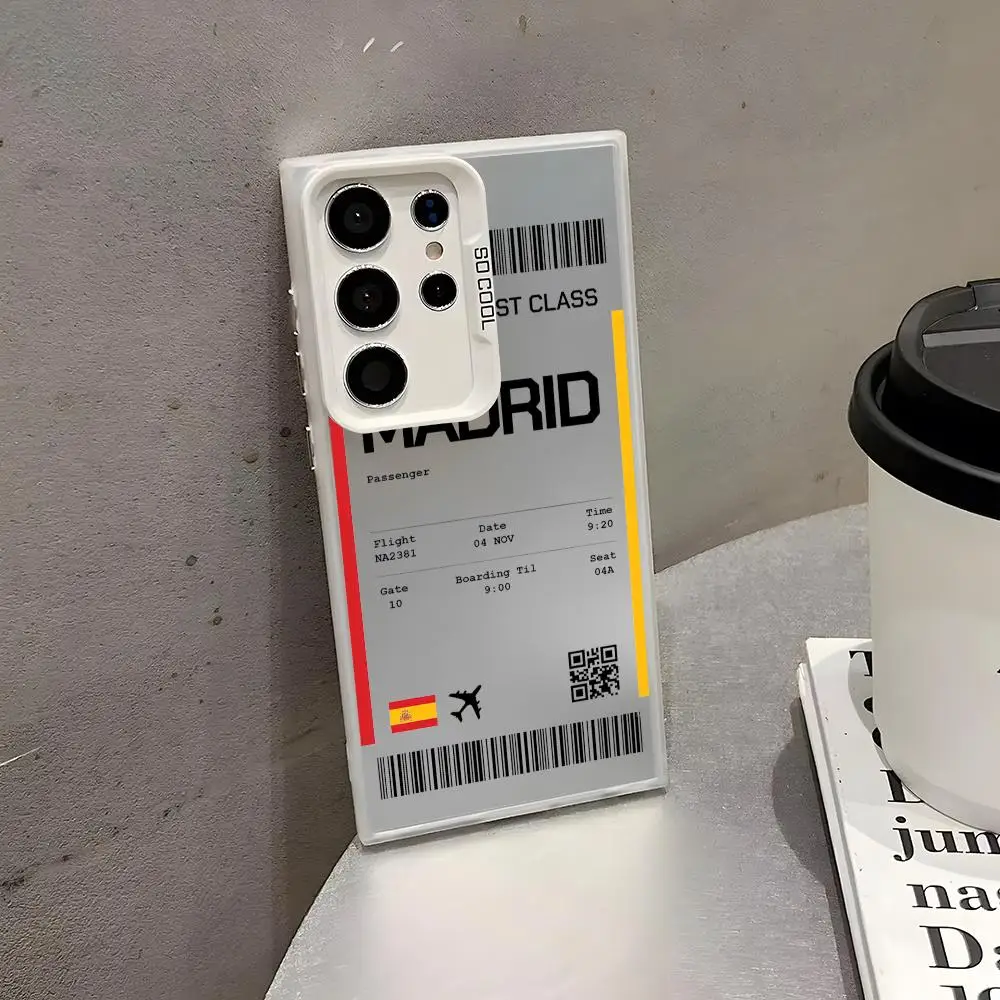 SO COOL
ST CLASS
MADRID
Passenger
Flight Date Time
NA2381 04 NOV 9:20
Gate Boarding Til Seat
10 9:00 04A
jum
na
Da